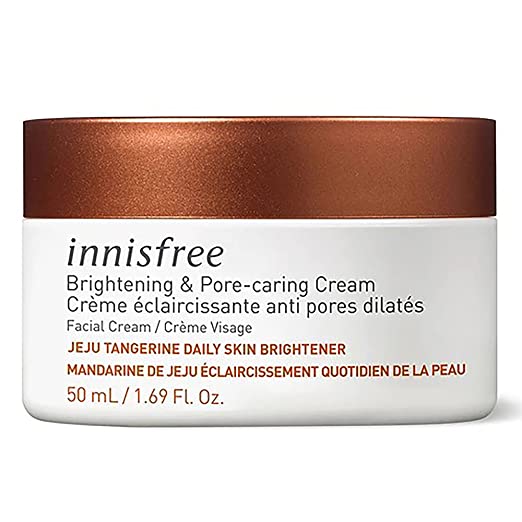 innisfree
Brightening & Pore-caring Cream
Crème éclaircissante anti pores dilatés
Facial Cream / Crème Visage
JEJU TANGERINE DAILY SKIN BRIGHTENER
MANDARINE DE JEJU ÉCLAIRCISSEMENT QUOTIDIEN DE LA PEAU
50 mL / 1.69 Fl. Oz.